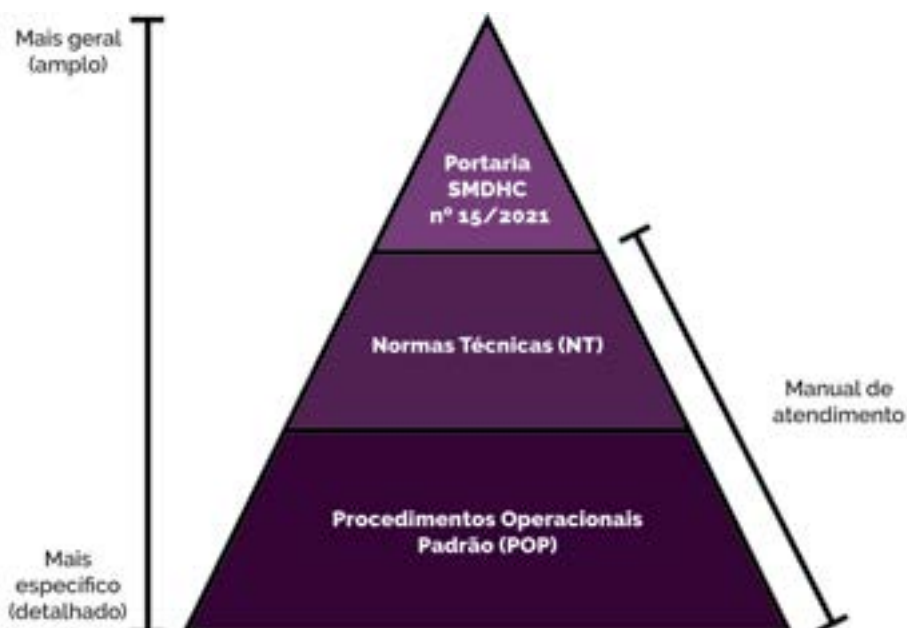 Mais geral
(amplo)
Portaria
SMDHC
nº 15/2021
Normas Técnicas (NT)
Manual de
atendimento
Procedimentos Operacionais
Padrão (POP)
Mais
específico
(detalhado)